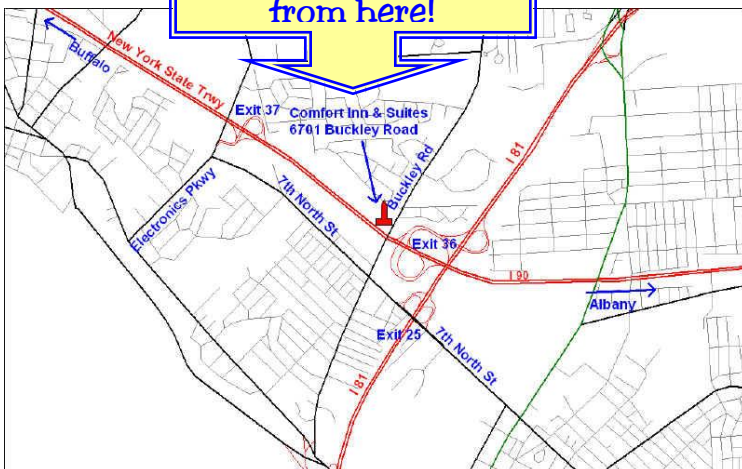 from here!
Buffalo
New York State Trwy
Exit 37
Comfort Inn & Suites
6701 Buckley Road
I 81
Buckley Rd
Electronics Pkwy
7th North St
Exit 36
I 90
Albany
Exit 25
7th North St
I 81